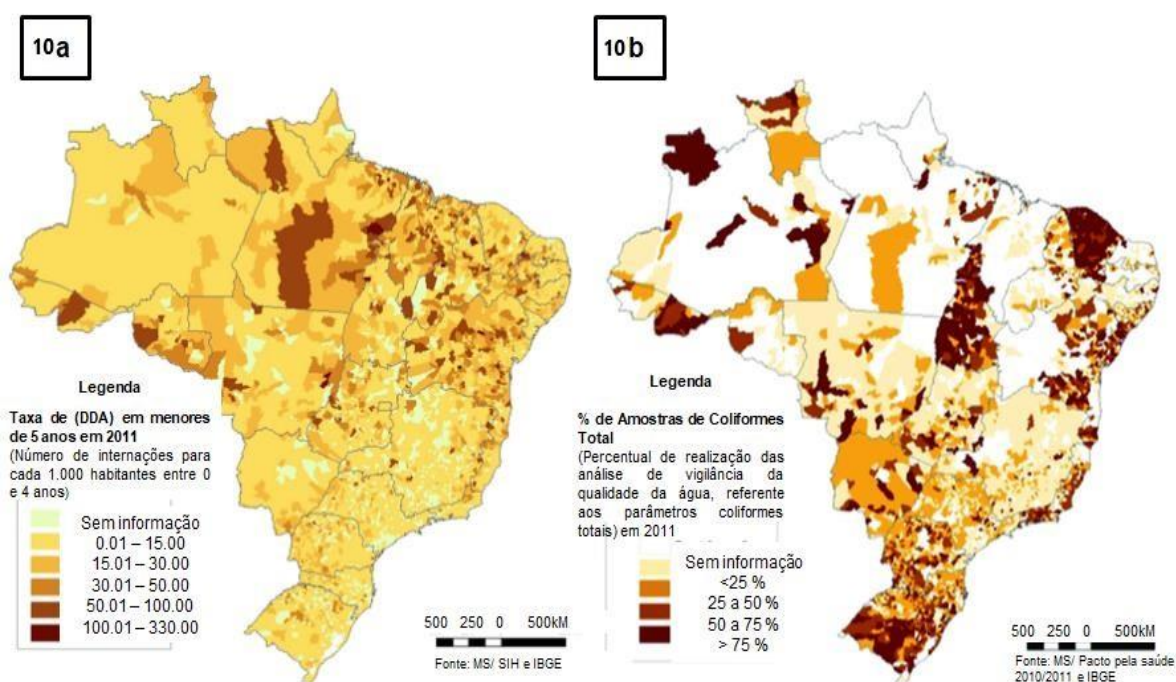 10a
Legenda
Taxa de (DDA) em menores
de 5 anos em 2011
(Número de internações para
cada 1.000 habitantes entre 0
e 4 anos)
Sem informação
0.01 – 15.00
15.01 – 30.00
30.01 – 50.00
50.01 – 100.00
100.01 – 330.00
500 250 0 500kM
Fonte: MS/ SIH e IBGE
10b
Legenda
% de Amostras de Coliformes
Total
(Percentual de realização das
análise de vigilância da
qualidade da água, referente
aos parâmetros coliformes
totais) em 2011
Sem informação
<25 %
25 a 50 %
50 a 75 %
> 75 %
500 250 0 500kM
Fonte: MS/ Pacto pela saúde
2010/2011 e IBGE